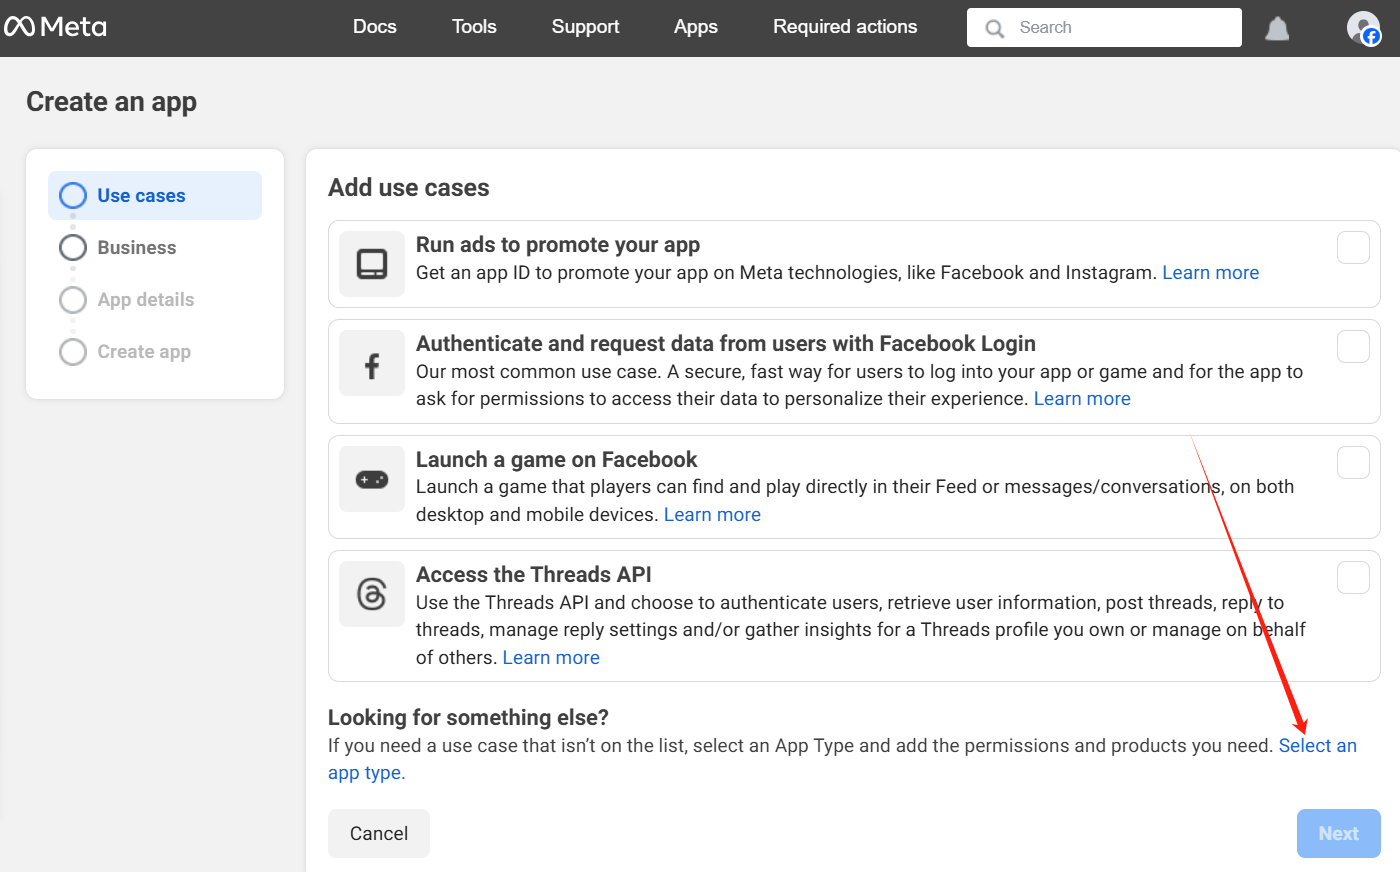 Meta
Docs
Tools
Support
Apps
Required actions
Search
Create an app
Use cases
Business
App details
Create app
Add use cases
Run ads to promote your app
Get an app ID to promote your app on Meta technologies, like Facebook and Instagram. Learn more
Authenticate and request data from users with Facebook Login
Our most common use case. A secure, fast way for users to log into your app or game and for the app to
ask for permissions to access their data to personalize their experience. Learn more
Launch a game on Facebook
Launch a game that players can find and play directly in their Feed or messages/conversations, on both
desktop and mobile devices. Learn more
Access the Threads API
Use the Threads API and choose to authenticate users, retrieve user information, post threads, reply to
threads, manage reply settings and/or gather insights for a Threads profile you own or manage on behalf
of others. Learn more
Looking for something else?
If you need a use case that isn’t on the list, select an App Type and add the permissions and products you need. Select an
app type.
Cancel
Next